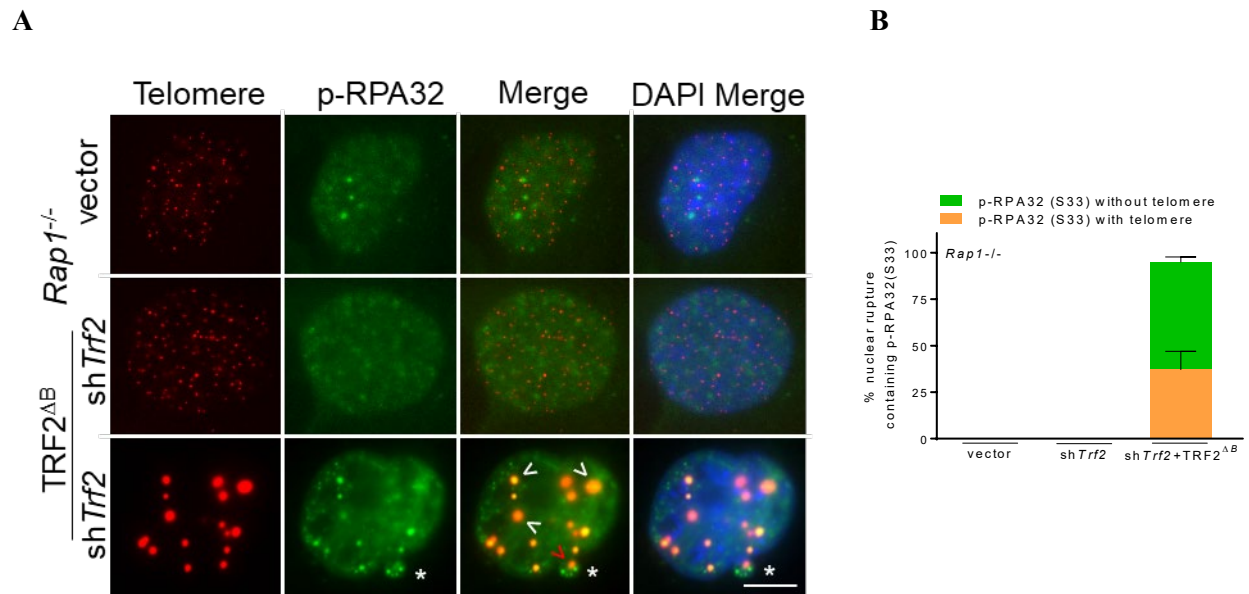 A
B
Telomere p-RPA32 Merge DAPI Merge
Rap1-/-
vector
shTrf2
TRF2ΔB
shTrf2
*
*
*
p-RPA32 (S33) without telomere
p-RPA32 (S33) with telomere
% nuclear rupture
containing p-RPA32(S33)
Rap1-/-
100
75
50
25
0
vector shTrf2 shTrf2+TRF2ΔB